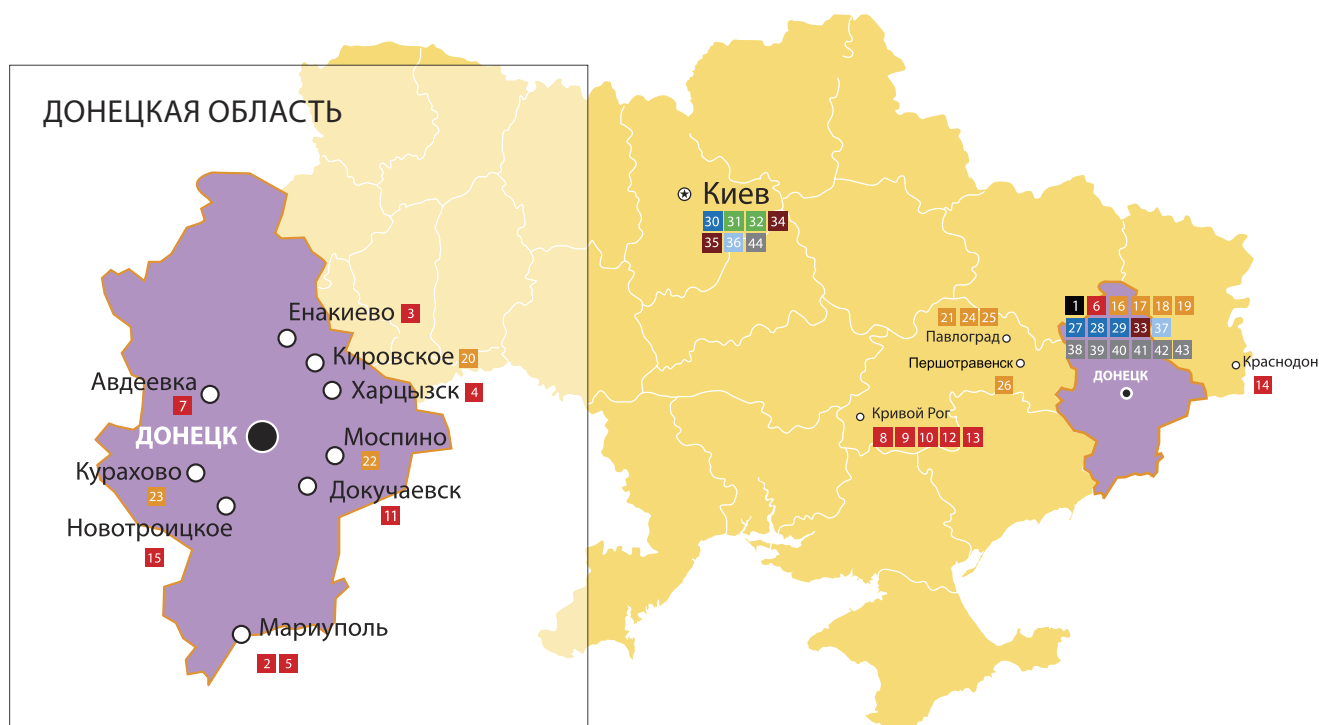 ДОНЕЦКАЯ ОБЛАСТЬ
Енакиево 3
Кировское 20
Авдеевка
7
Харцызск 4
ДОНЕЦК
Моспино
22
Курахово
23
Докучаевск
11
Новотроицкое
15
Мариуполь
2 5
Киев
30 31 32 34
35 36 44
21 24 25
Павлоград
Першотравенск
26
Кривой Рог
8 9 10 12 13
1 6 16 17 18 19
27 28 29 33 37
38 39 40 41 42 43
ДОНЕЦК
Краснодон
14